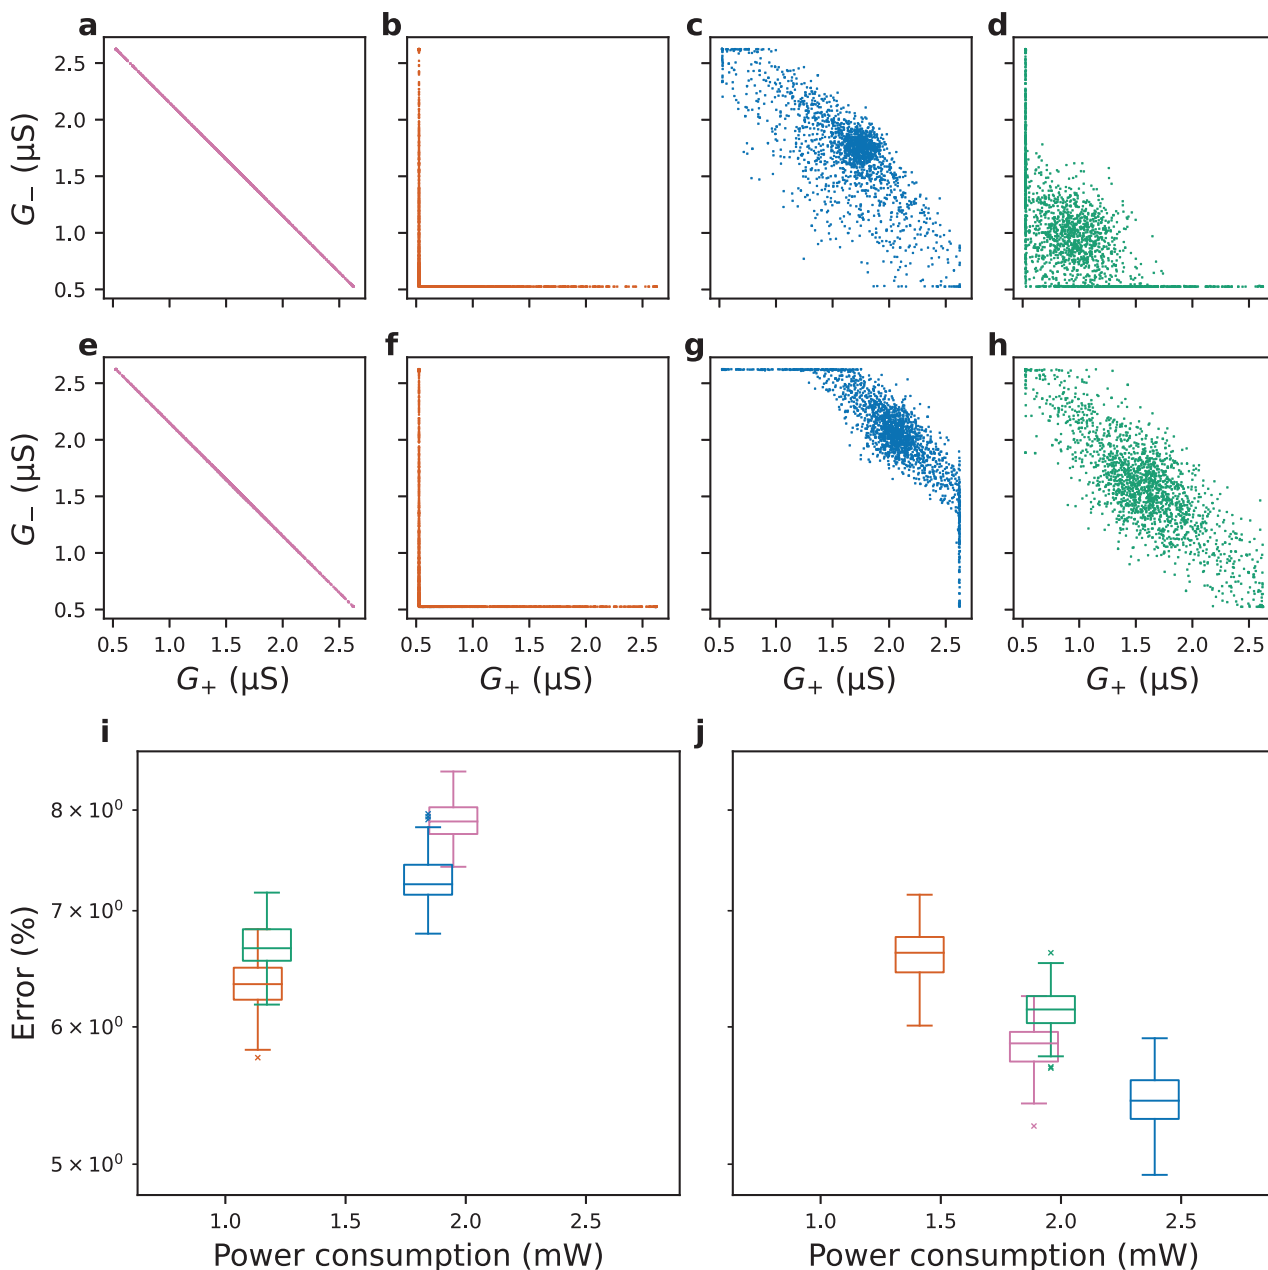 a b c d
2.5
2.0
1.5
1.0
0.5
G₋ (µS)
e f g h
2.5
2.0
1.5
1.0
0.5
G₋ (µS)
0.5 1.0 1.5 2.0 2.5 0.5 1.0 1.5 2.0 2.5 0.5 1.0 1.5 2.0 2.5 0.5 1.0 1.5 2.0 2.5
G₊ (µS) G₊ (µS) G₊ (µS) G₊ (µS)
i j
8 × 10⁰
7 × 10⁰
6 × 10⁰
5 × 10⁰
Error (%)
1.0 1.5 2.0 2.5 1.0 1.5 2.0 2.5
Power consumption (mW) Power consumption (mW)